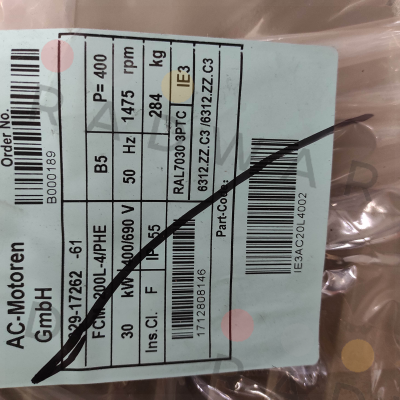 AC-Motoren
GmbH
Order No.
B000189
29-17262 -61
FCM 200L-4/PHE
B5
P= 400
30 kW
400/690 V
50 Hz
1475 rpm
Ins.Cl. F
IP 55
284 kg
RAL7030 3PTC
IE3
6312.ZZ.C3 /6312.ZZ.C3
1712808146
Part-Code.:
IE3AC20L4002